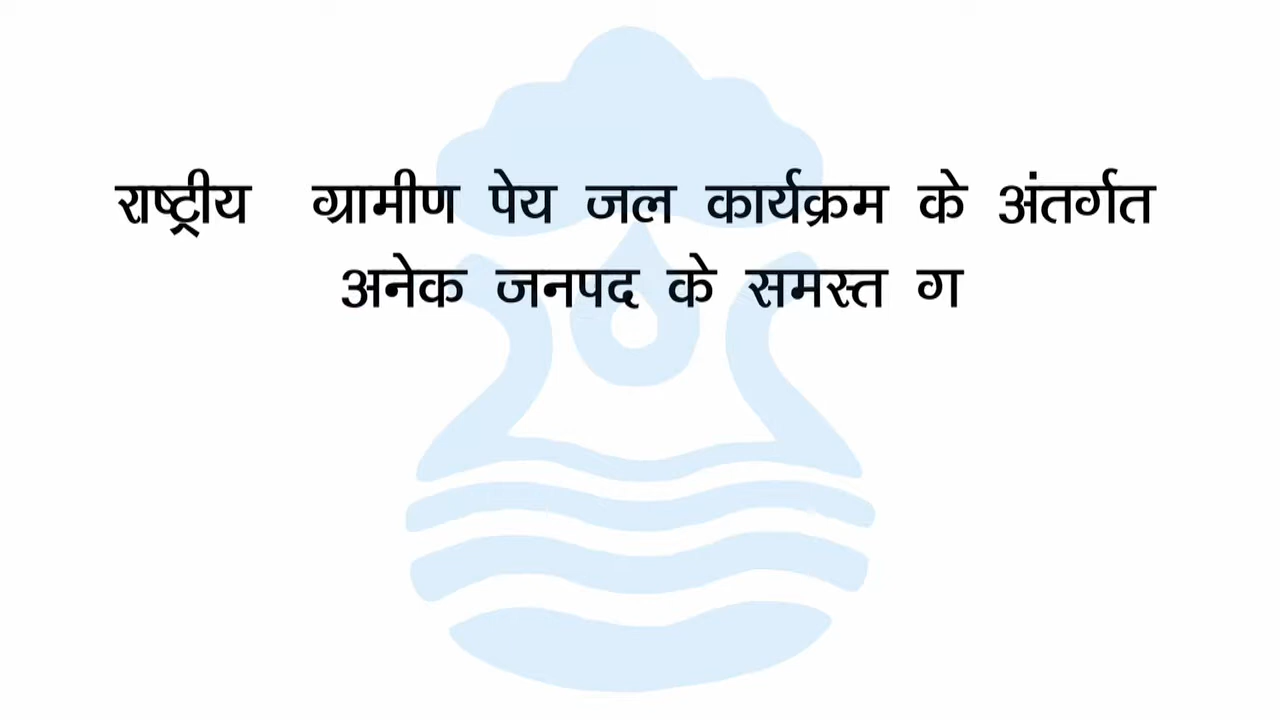 राष्ट्रीय ग्रामीण पेय जल कार्यक्रम के अंतर्गत
अनेक जनपद के समस्त ग